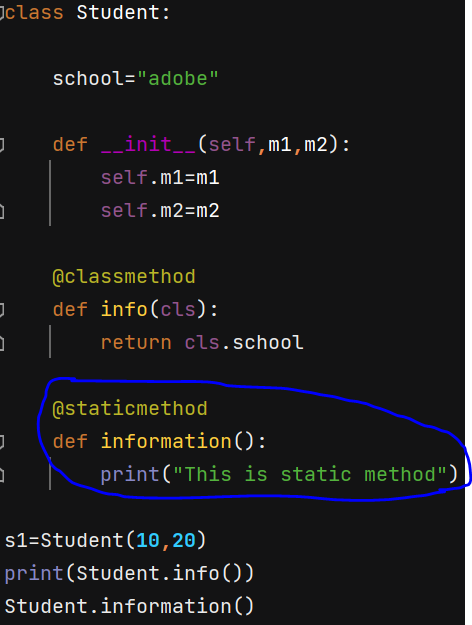 class Student:
school="adobe"
def __init__(self,m1,m2):
self.m1=m1
self.m2=m2
@classmethod
def info(cls):
return cls.school
@staticmethod
def information():
print("This is static method")
s1=Student(10,20)
print(Student.info())
Student.information()